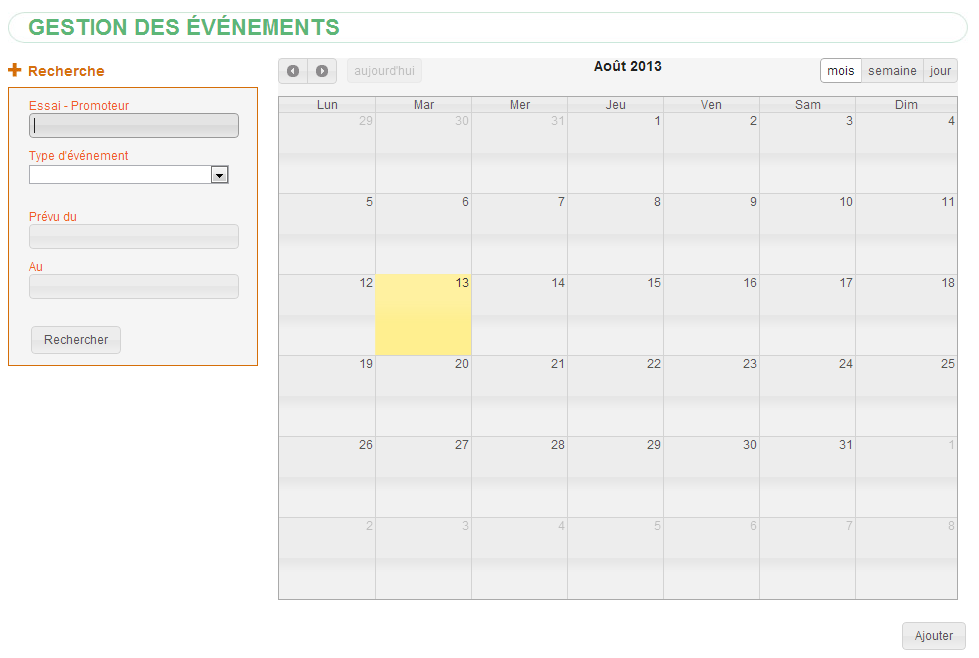 GESTION DES ÉVÉNEMENTS
Recherche
Essai - Promoteur
Type d'événement
Prévu du
Au
Rechercher
aujourd'hui
Août 2013
mois semaine jour
Lun Mar Mer Jeu Ven Sam Dim
29 30 31 1 2 3 4
5 6 7 8 9 10 11
12 13 14 15 16 17 18
19 20 21 22 23 24 25
26 27 28 29 30 31 1
2 3 4 5 6 7 8
Ajouter